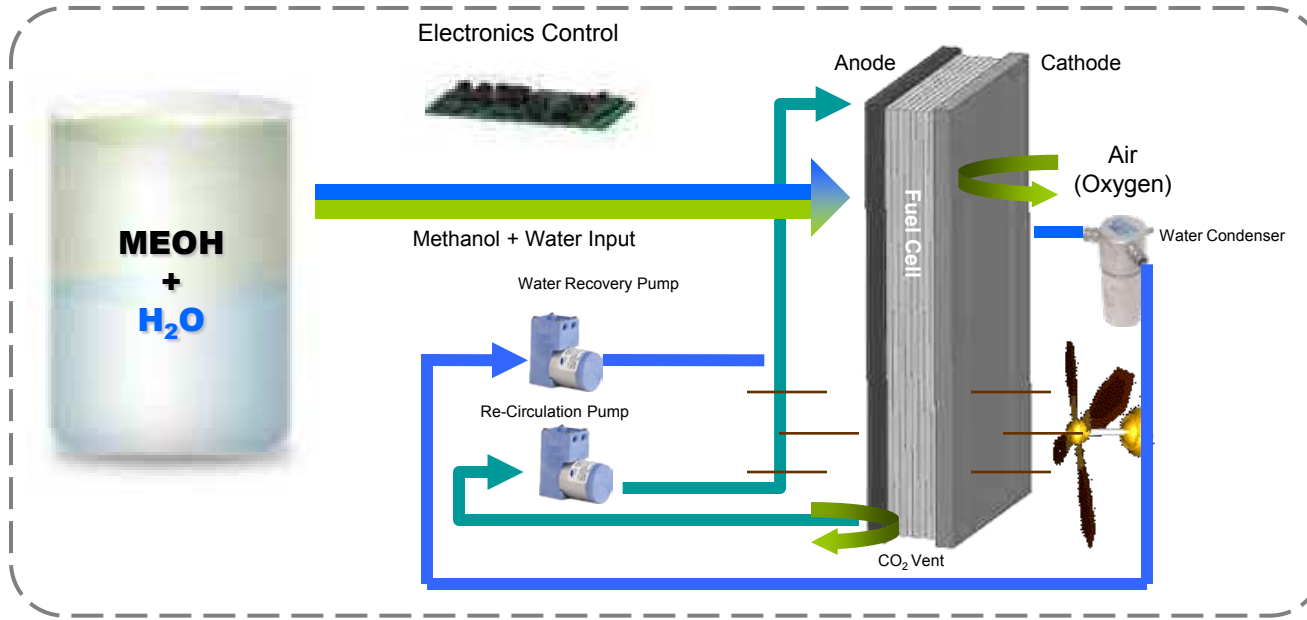 Electronics Control
Anode
Cathode
Air
(Oxygen)
MEOH
+
H₂O
Methanol + Water Input
Fuel Cell
Water Condenser
Water Recovery Pump
Re-Circulation Pump
CO₂ Vent